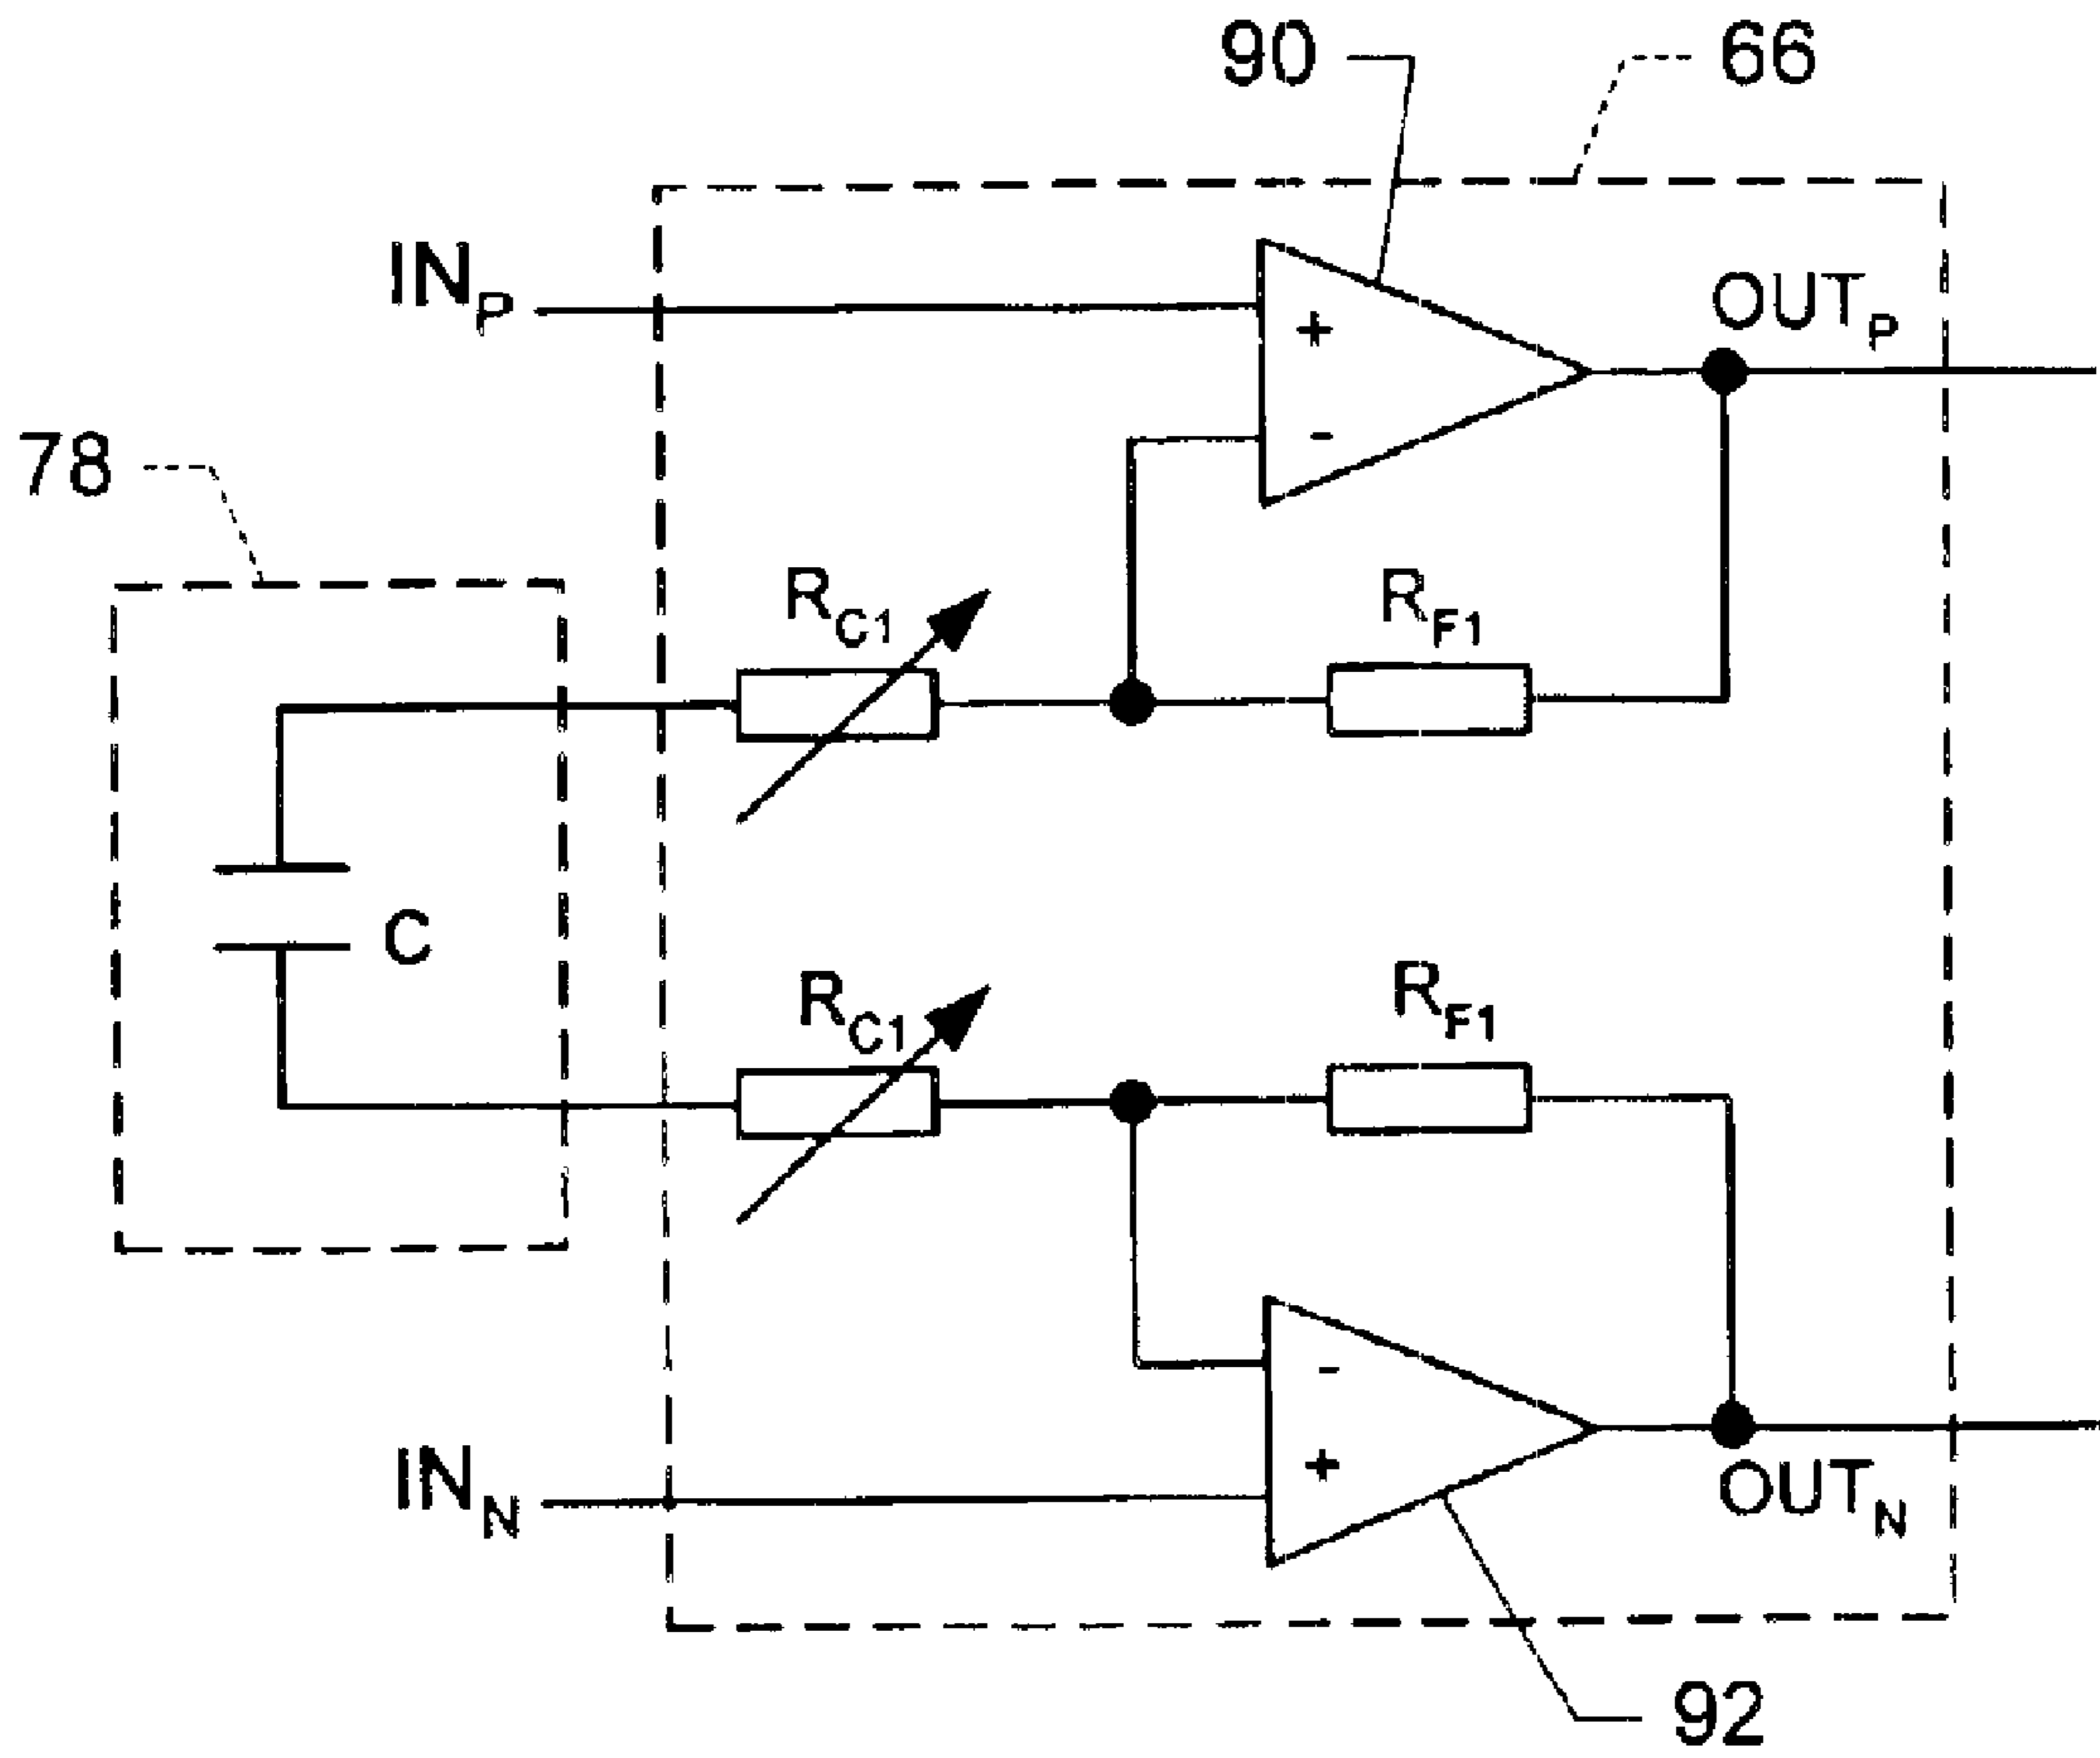 90
66
IN_P
+
OUT_P
-
78
R_C1
R_F1
C
R_C1
R_F1
-
+
IN_N
OUT_N
92